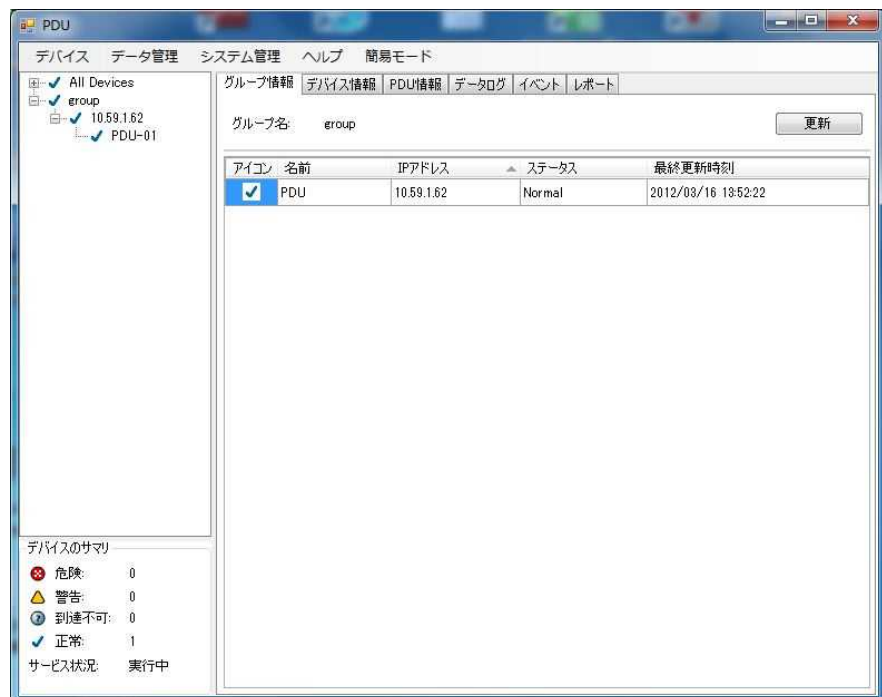 PDU
デバイス データ管理 システム管理 ヘルプ 簡易モード
All Devices
group
10.59.1.62
PDU-01
グループ情報 デバイス情報 PDU情報 データログ イベント レポート
グループ名: group 更新
アイコン 名前 IPアドレス ステータス 最終更新時刻
PDU 10.59.1.62 Normal 2012/03/16 13:52:22
デバイスのサマリ
危険: 0
警告: 0
到達不可: 0
正常: 1
サービス状況: 実行中